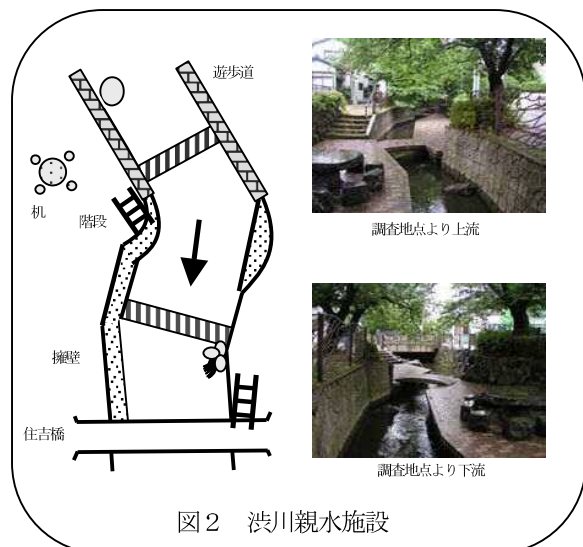 遊歩道
机
階段
擁壁
住吉橋
調査地点より上流
調査地点より下流
図２　渋川親水施設